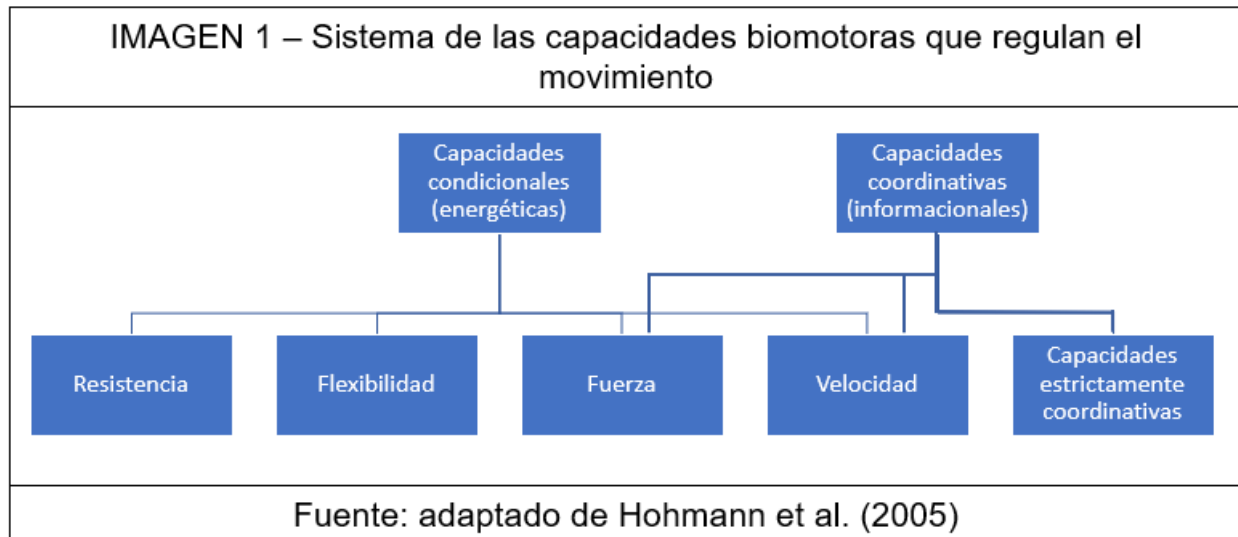 IMAGEN 1 – Sistema de las capacidades biomotoras que regulan el
movimiento
Capacidades
condicionales
(energéticas)
Capacidades
coordinativas
(informacionales)
Resistencia
Flexibilidad
Fuerza
Velocidad
Capacidades
estrictamente
coordinativas
Fuente: adaptado de Hohmann et al. (2005)